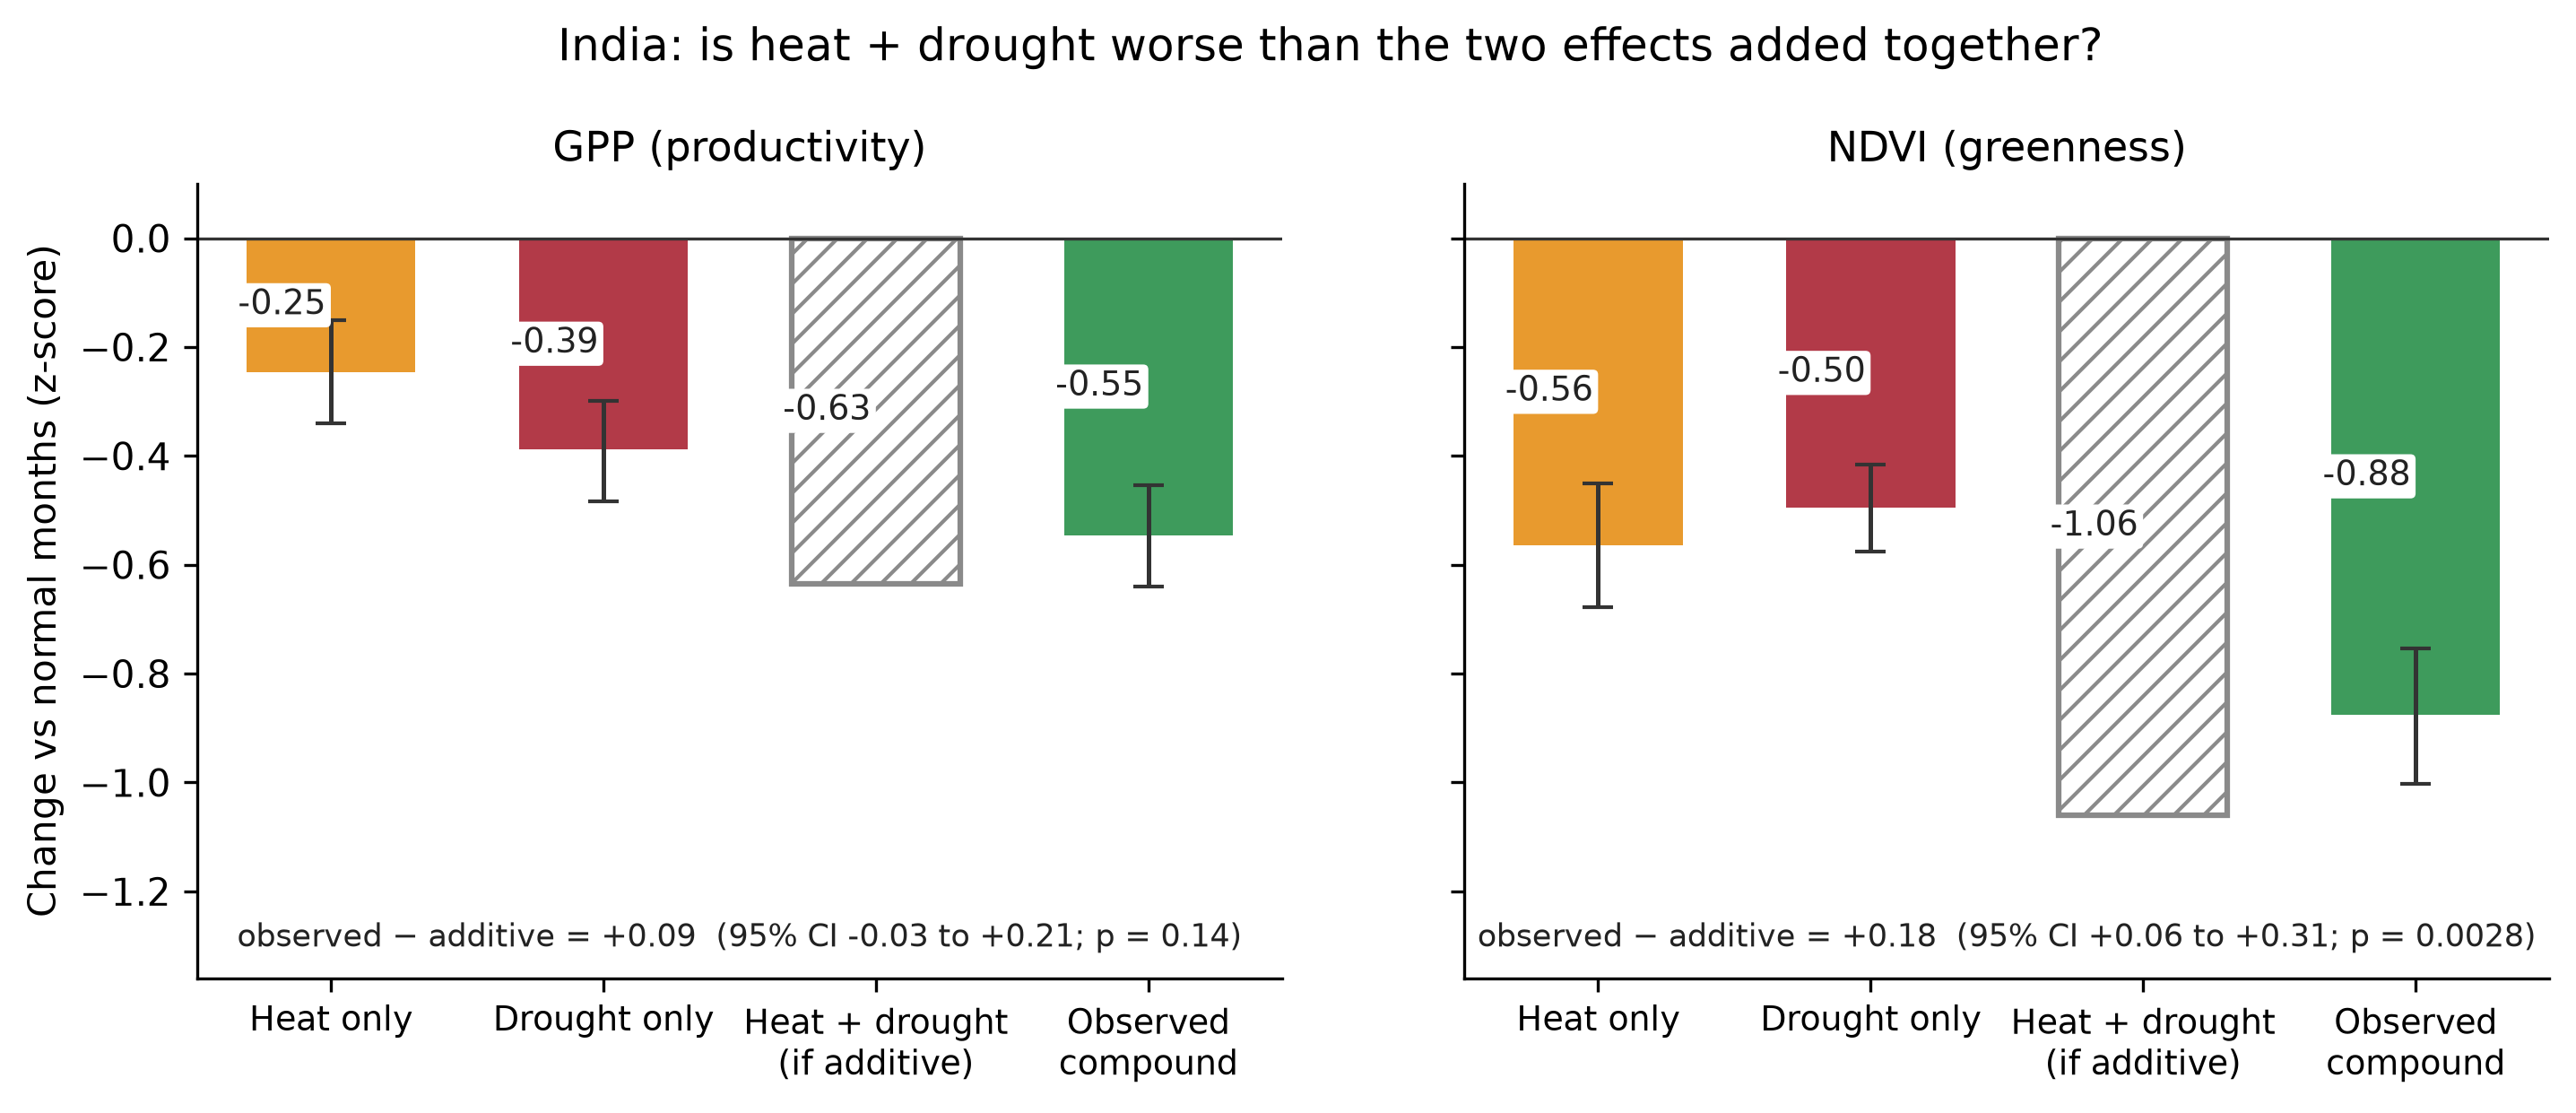 India: is heat + drought worse than the two effects added together?
GPP (productivity)
Change vs normal months (z-score)
0.0
−0.2
−0.4
−0.6
−0.8
−1.0
−1.2
-0.25
-0.39
-0.63
-0.55
observed − additive = +0.09  (95% CI -0.03 to +0.21; p = 0.14)
Heat only
Drought only
Heat + drought
(if additive)
Observed
compound
NDVI (greenness)
-0.56
-0.50
-1.06
-0.88
observed − additive = +0.18  (95% CI +0.06 to +0.31; p = 0.0028)
Heat only
Drought only
Heat + drought
(if additive)
Observed
compound